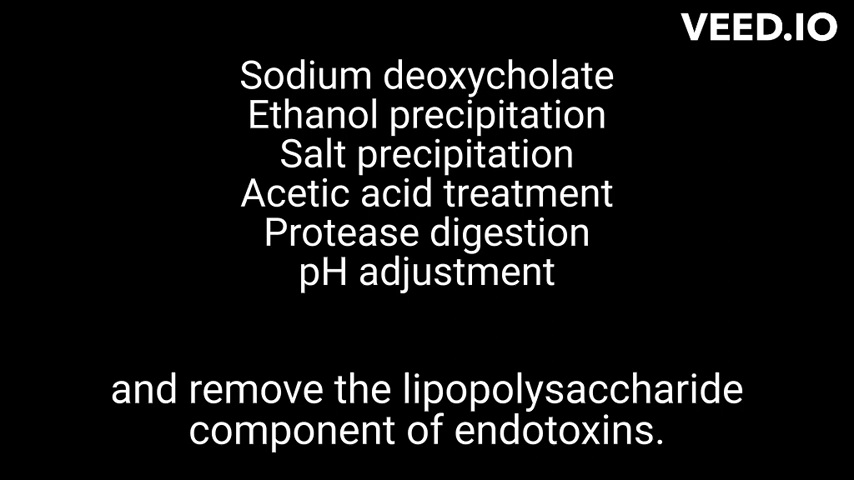 VEED.IO
Sodium deoxycholate
Ethanol precipitation
Salt precipitation
Acetic acid treatment
Protease digestion
pH adjustment
and remove the lipopolysaccharide
component of endotoxins.